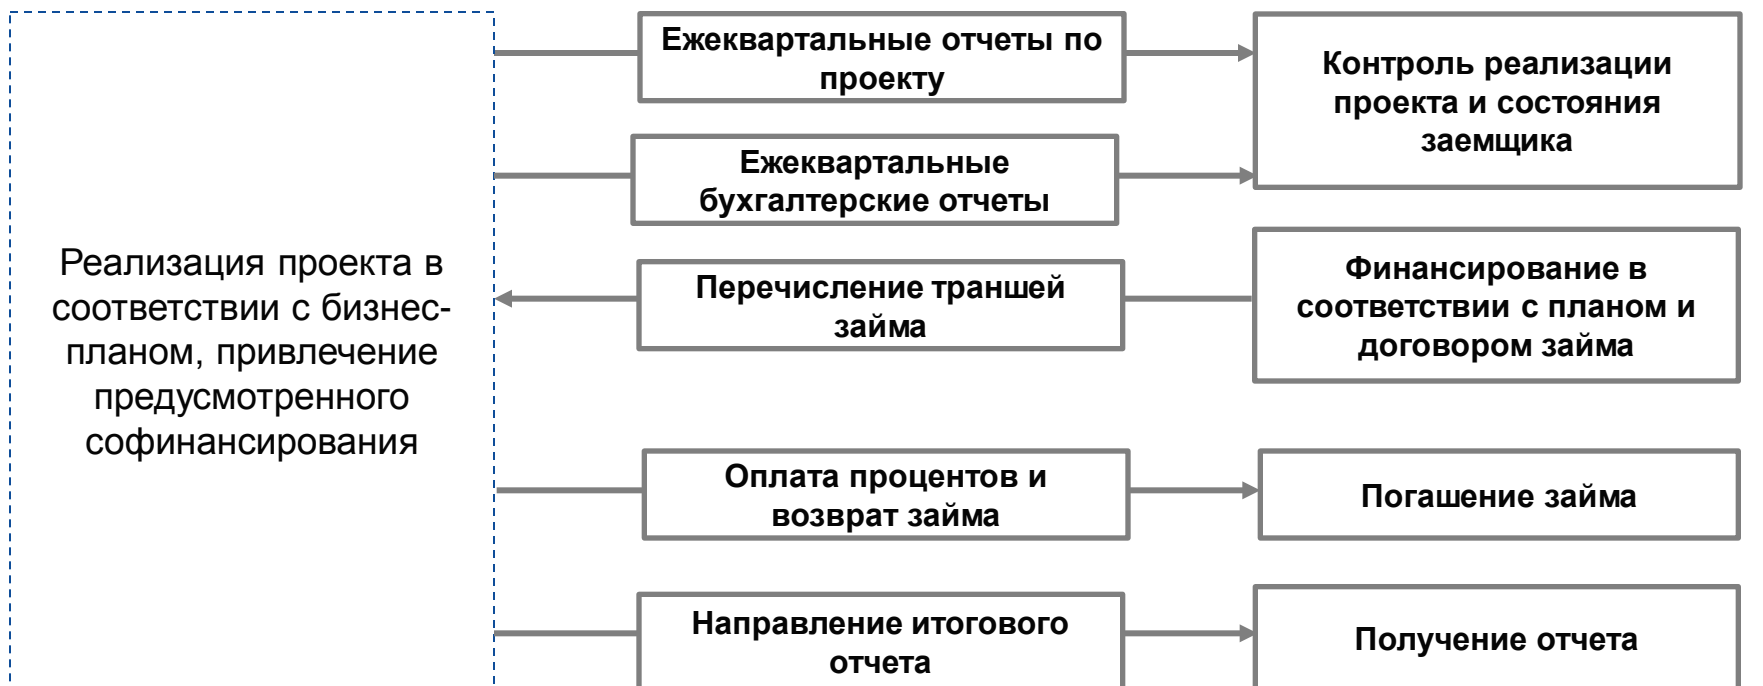 Реализация проекта в
соответствии с бизнес-
планом, привлечение
предусмотренного
софинансирования
Ежеквартальные отчеты по
проекту
Ежеквартальные
бухгалтерские отчеты
Контроль реализации
проекта и состояния
заемщика
Перечисление траншей
займа
Финансирование в
соответствии с планом и
договором займа
Оплата процентов и
возврат займа
Погашение займа
Направление итогового
отчета
Получение отчета